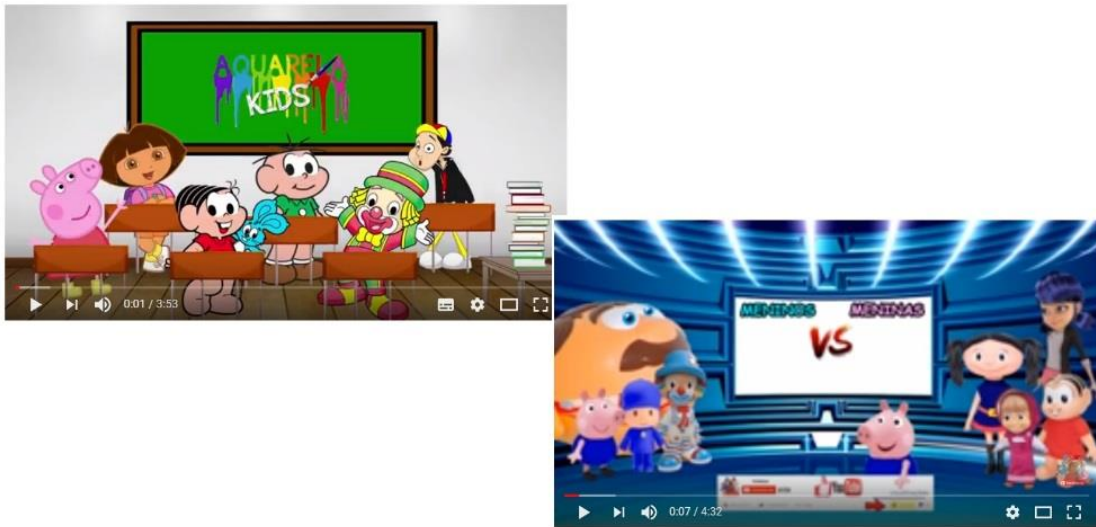 AQUARELA
KIDS
0:01 / 3:53
MENINOS MENINAS
VS
0:07 / 4:32